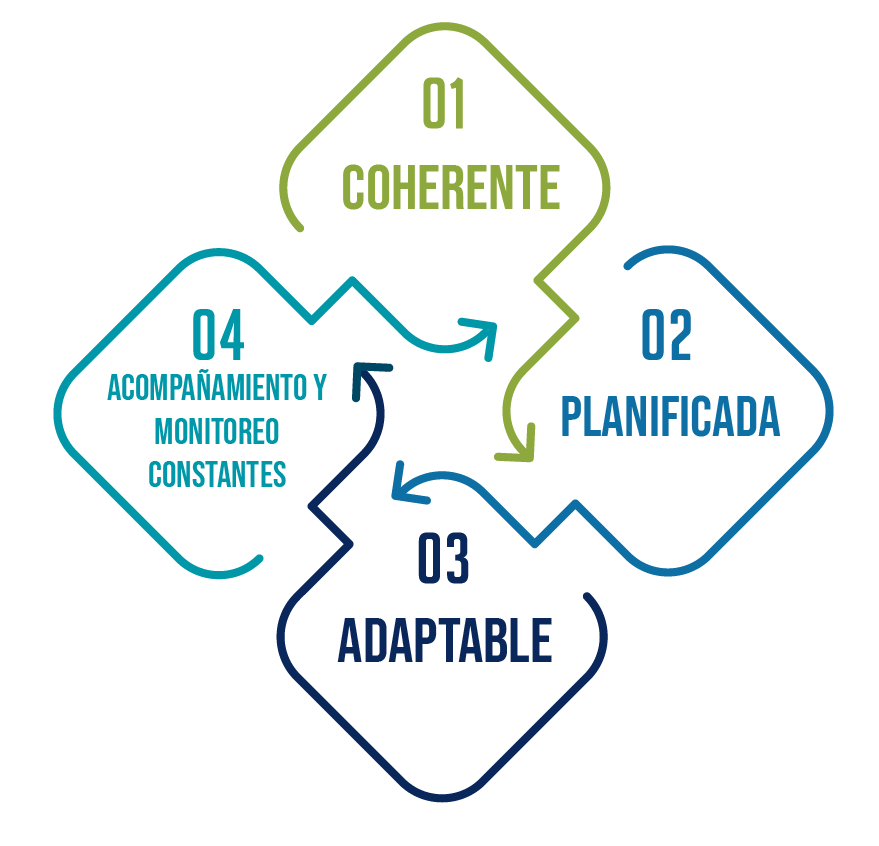 01
COHERENTE
02
PLANIFICADA
03
ADAPTABLE
04
ACOMPAÑAMIENTO Y
MONITOREO
CONSTANTES